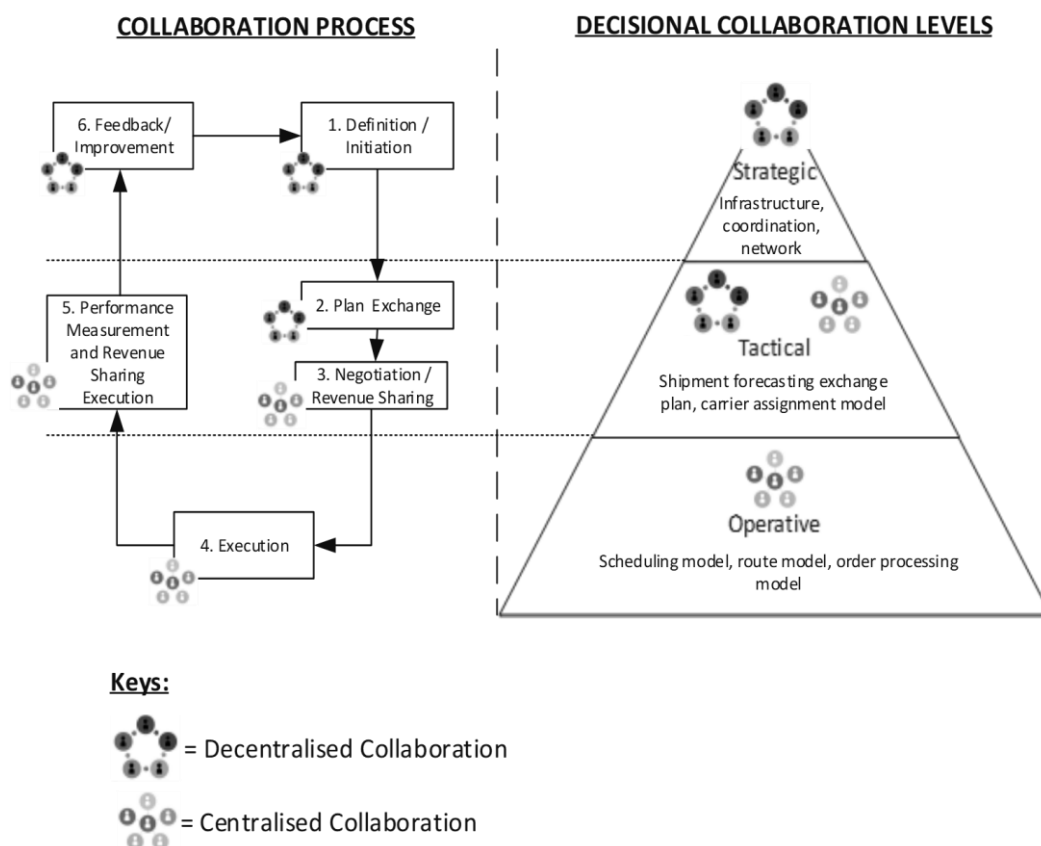 COLLABORATION PROCESS
DECISIONAL COLLABORATION LEVELS
6. Feedback/
Improvement
1. Definition /
Initiation
2. Plan Exchange
3. Negotiation /
Revenue Sharing
4. Execution
5. Performance
Measurement
and Revenue
Sharing
Execution
Strategic
Infrastructure,
coordination,
network
Tactical
Shipment forecasting exchange
plan, carrier assignment model
Operative
Scheduling model, route model, order processing
model
Keys:
= Decentralised Collaboration
= Centralised Collaboration